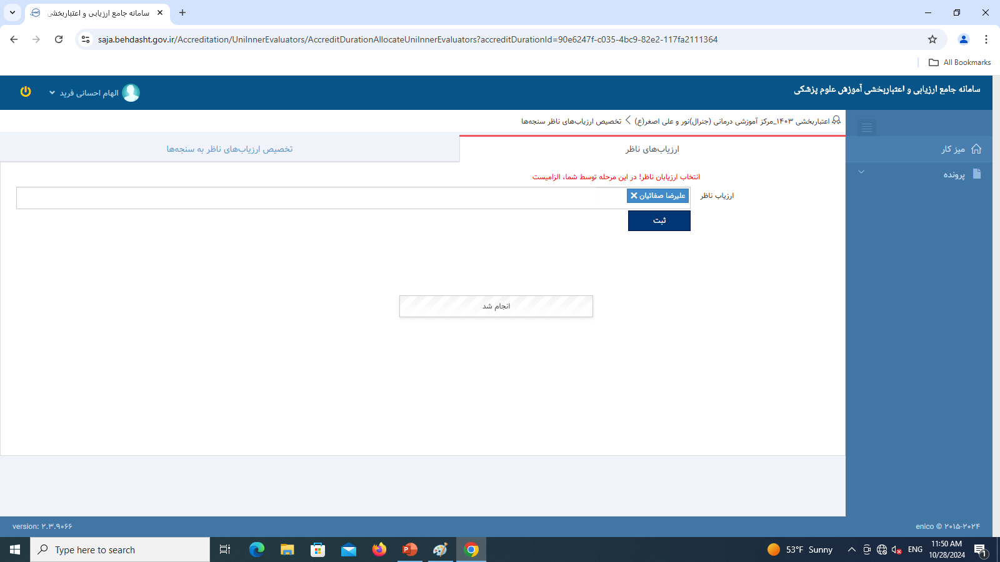 سامانه جامع ارزیابی و اعتباربخشی
saja.behdasht.gov.ir/Accreditation/UniInnerEvaluators/AccreditDurationAllocateUniInnerEvaluators?accreditDurationId=90e6247f-c035-4bc9-82e2-117fa2111364
All Bookmarks
سامانه جامع ارزیابی و اعتباربخشی آموزش علوم پزشکی
الهام احسانی فرید
اعتباربخشی ۱۴۰۳_مرکز آموزشی درمانی (جنرال)نور و علی اصغر(ع)
تخصیص ارزیاب‌های ناظر سنجه‌ها
میز کار
پرونده
ارزیاب‌های ناظر
تخصیص ارزیاب‌های ناظر به سنجه‌ها
انتخاب ارزیابان ناظر! در این مرحله توسط شما، الزامیست
ارزیاب ناظر
علیرضا صفائیان
ثبت
انجام شد
version: ۲.۳.۹۰۶۶
enico © ۲۰۱۵-۲۰۲۴
Type here to search
53°F Sunny
ENG
11:50 AM
10/28/2024
1